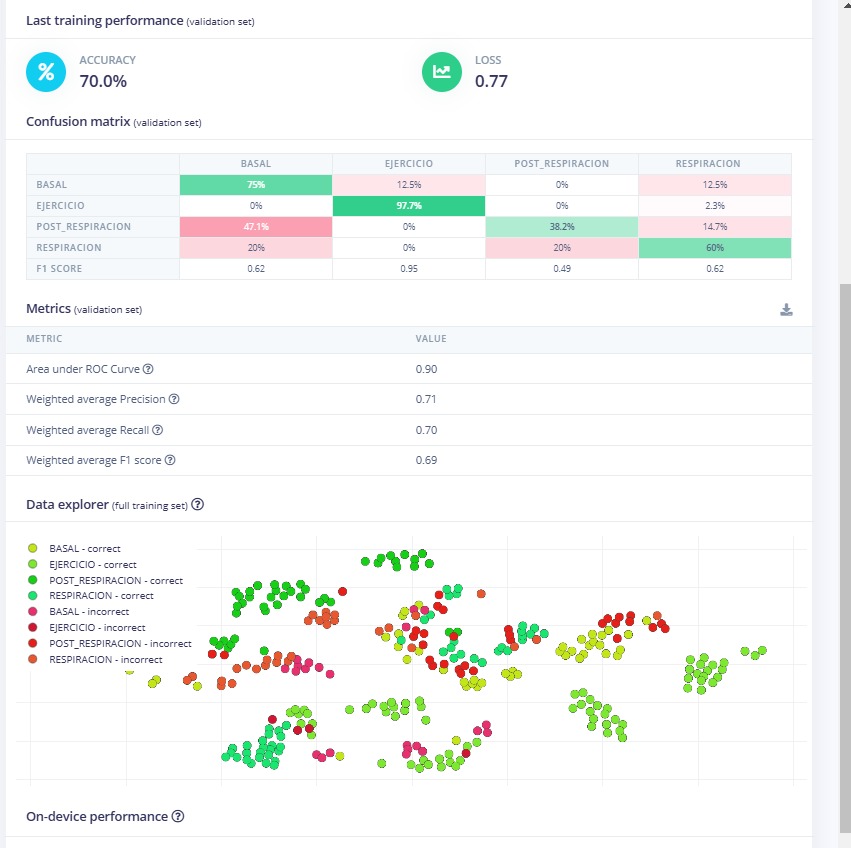 Last training performance (validation set)
%
ACCURACY
70.0%
LOSS
0.77
Confusion matrix (validation set)
BASAL EJERCICIO POST_RESPIRACION RESPIRACION
BASAL 75% 12.5% 0% 12.5%
EJERCICIO 0% 97.7% 0% 2.3%
POST_RESPIRACION 47.1% 0% 38.2% 14.7%
RESPIRACION 20% 0% 20% 60%
F1 SCORE 0.62 0.95 0.49 0.62
Metrics (validation set)
METRIC VALUE
Area under ROC Curve ? 0.90
Weighted average Precision ? 0.71
Weighted average Recall ? 0.70
Weighted average F1 score ? 0.69
Data explorer (full training set) ?
BASAL - correct
EJERCICIO - correct
POST_RESPIRACION - correct
RESPIRACION - correct
BASAL - incorrect
EJERCICIO - incorrect
POST_RESPIRACION - incorrect
RESPIRACION - incorrect
On-device performance ?